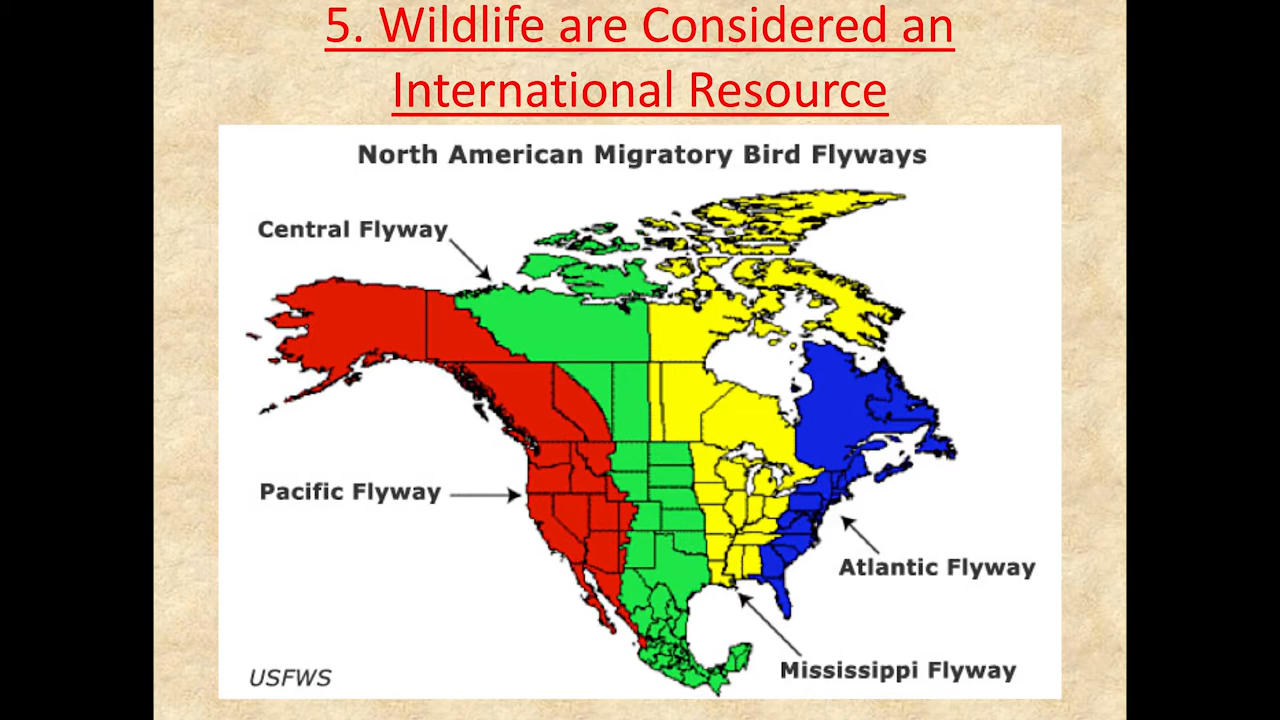 5. Wildlife are Considered an
International Resource
North American Migratory Bird Flyways
Central Flyway
Pacific Flyway
Atlantic Flyway
Mississippi Flyway
USFWS